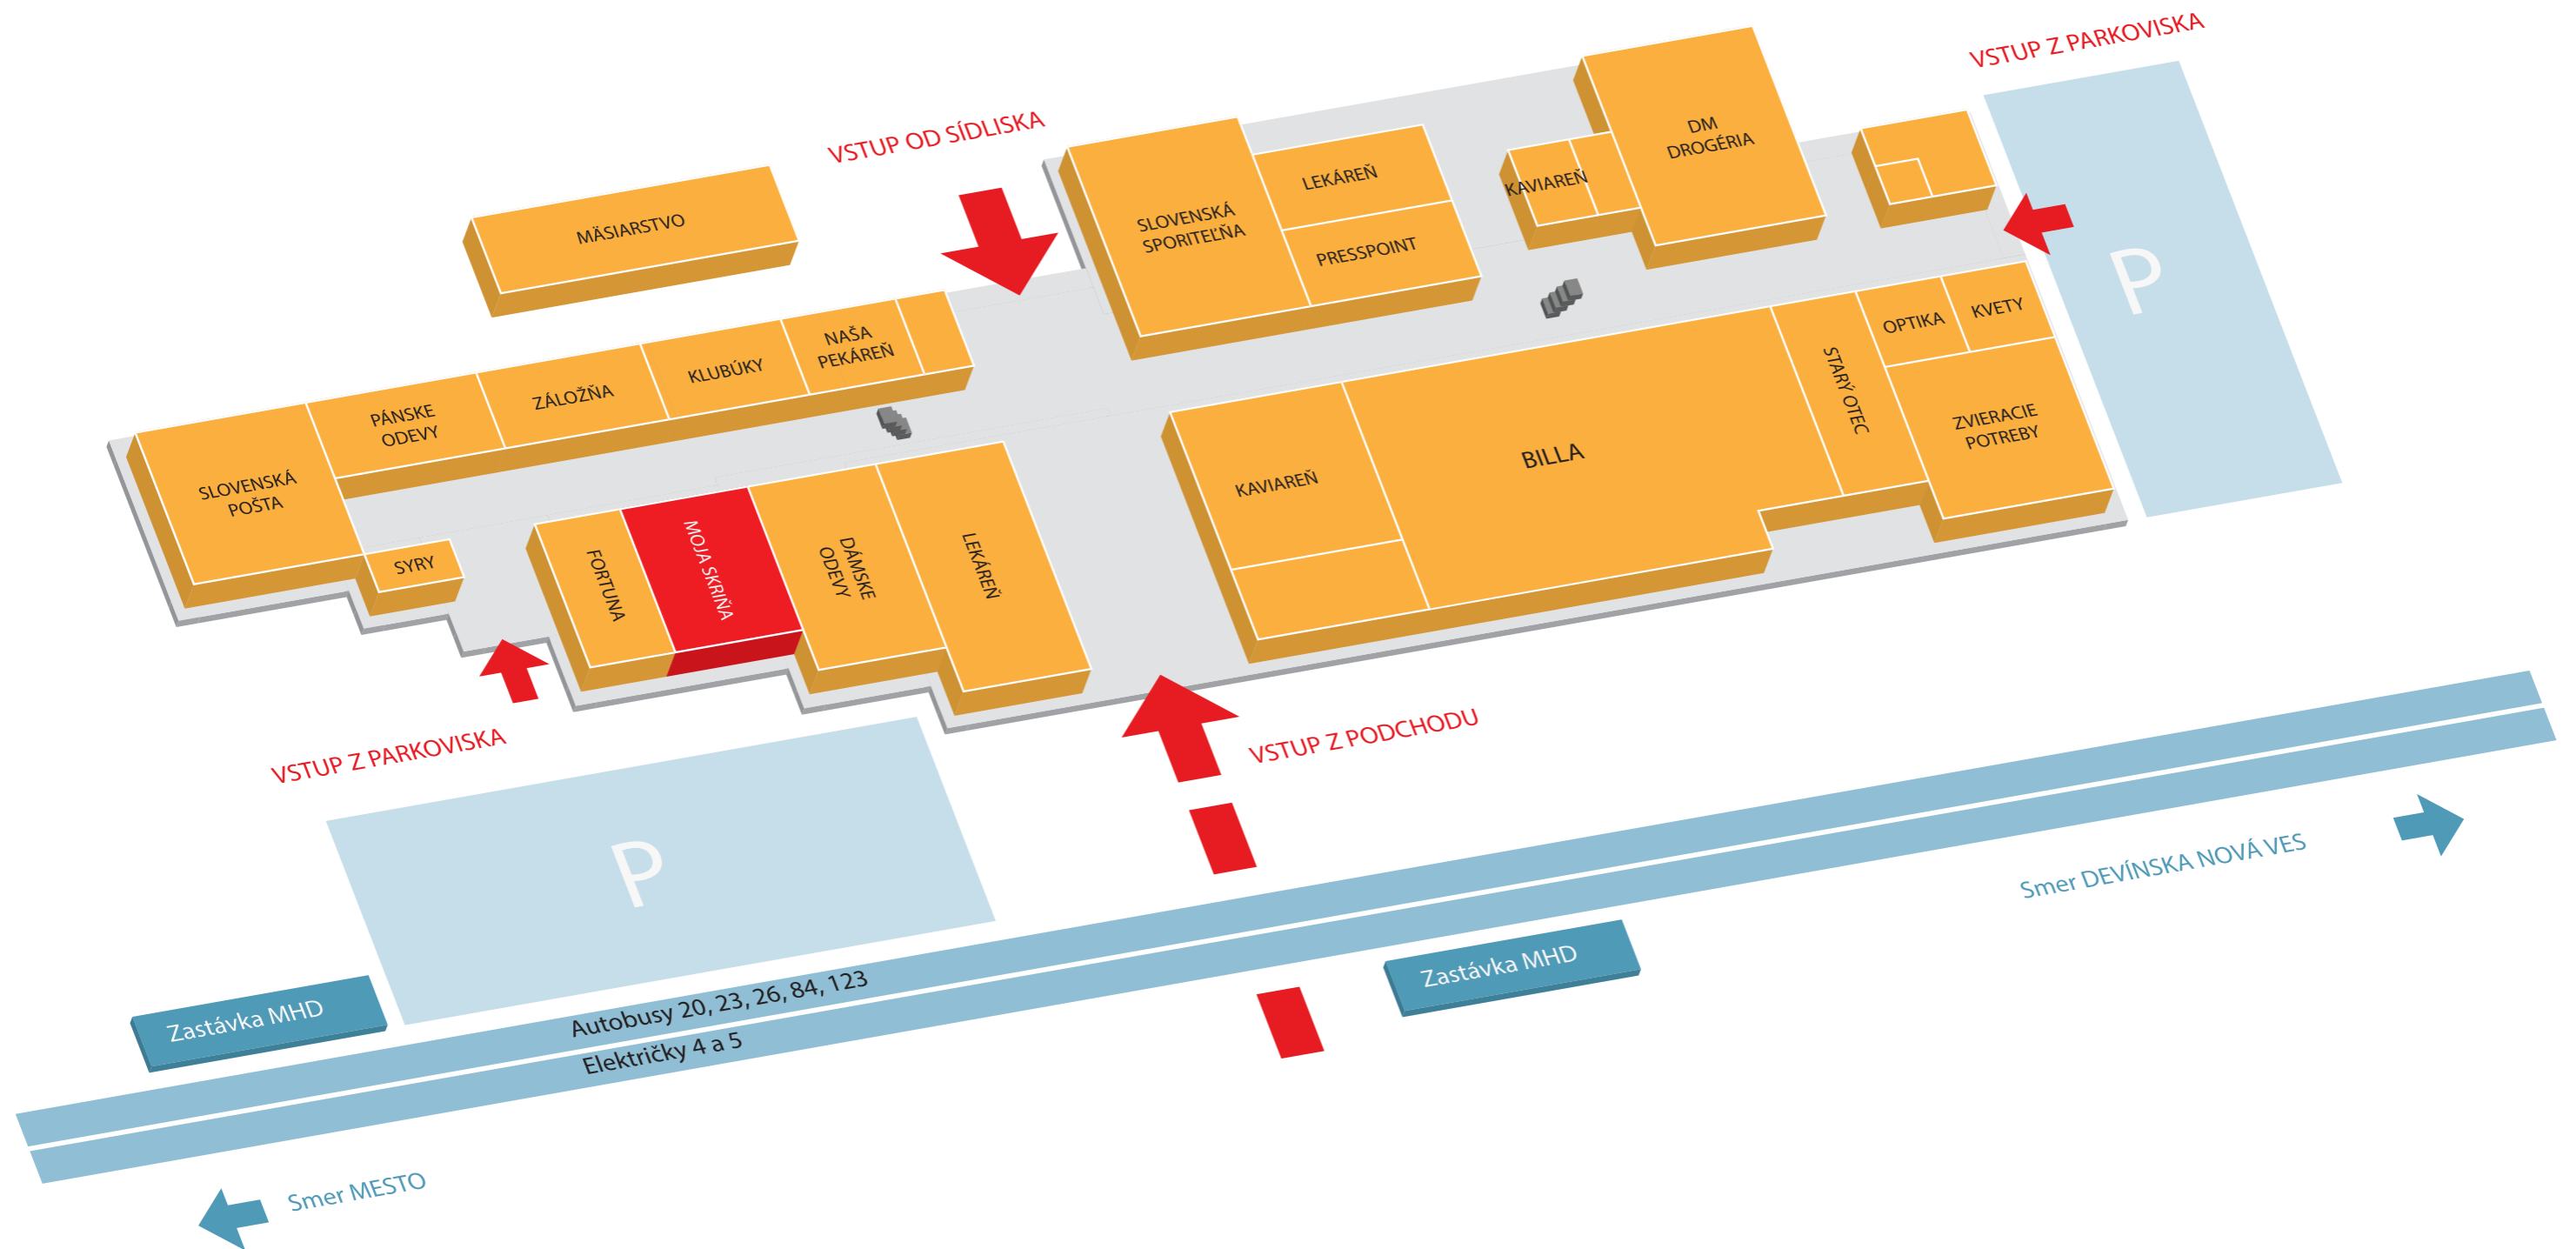 VSTUP Z PARKOVISKA
VSTUP OD SÍDLISKA
DM
DROGÉRIA
LEKÁREŇ
KAVIAREŇ
SLOVENSKÁ
SPORITEĽŇA
PRESSPOINT
MÄSIARSTVO
P
KVETY
OPTIKA
STARÝ OTEC
ZVIERACIE
POTREBY
BILLA
KAVIAREŇ
NAŠA
PEKÁREŇ
KLUBÚKY
ZÁLOŽŇA
PÁNSKE
ODEVY
SLOVENSKÁ
POŠTA
SYRY
FORTUNA
MOJA SKRIŇA
DÁMSKE
ODEVY
LEKÁREŇ
VSTUP Z PARKOVISKA
VSTUP Z PODCHODU
P
Smer DEVÍNSKA NOVÁ VES
Zastávka MHD
Zastávka MHD
Autobusy 20, 23, 26, 84, 123
Električky 4 a 5
Smer MESTO